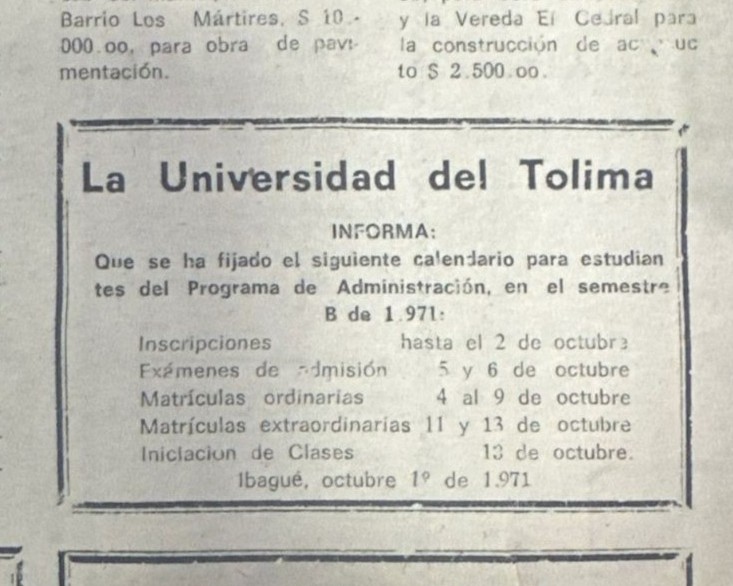 Barrio Los Mártires, $ 10.-
000.oo, para obra de pavi-
mentación.
y la Vereda El Cedral para
la construcción de
to $ 2.500.oo.
La Universidad del Tolima
INFORMA:
Que se ha fijado el siguiente calendario para estudian
tes del Programa de Administración, en el semestre
B de 1.971:
Inscripciones hasta el 2 de octubre
Exámenes de admisión 5 y 6 de octubre
Matrículas ordinarias 4 al 9 de octubre
Matrículas extraordinarias 11 y 13 de octubre
Iniciacion de Clases 13 de octubre.
Ibagué, octubre 1º de 1.971